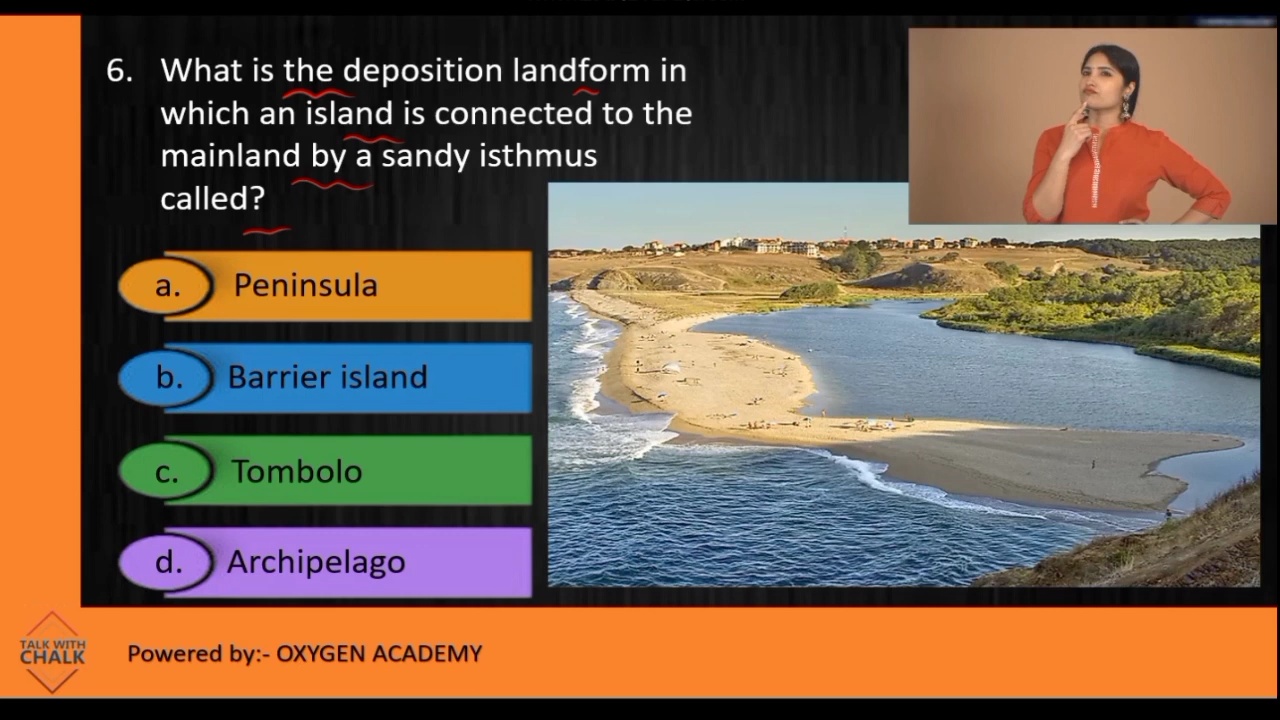 6. What is the deposition landform in
which an island is connected to the
mainland by a sandy isthmus
called?
a. Peninsula
b. Barrier island
c. Tombolo
d. Archipelago
TALK WITH
CHALK
Powered by:- OXYGEN ACADEMY